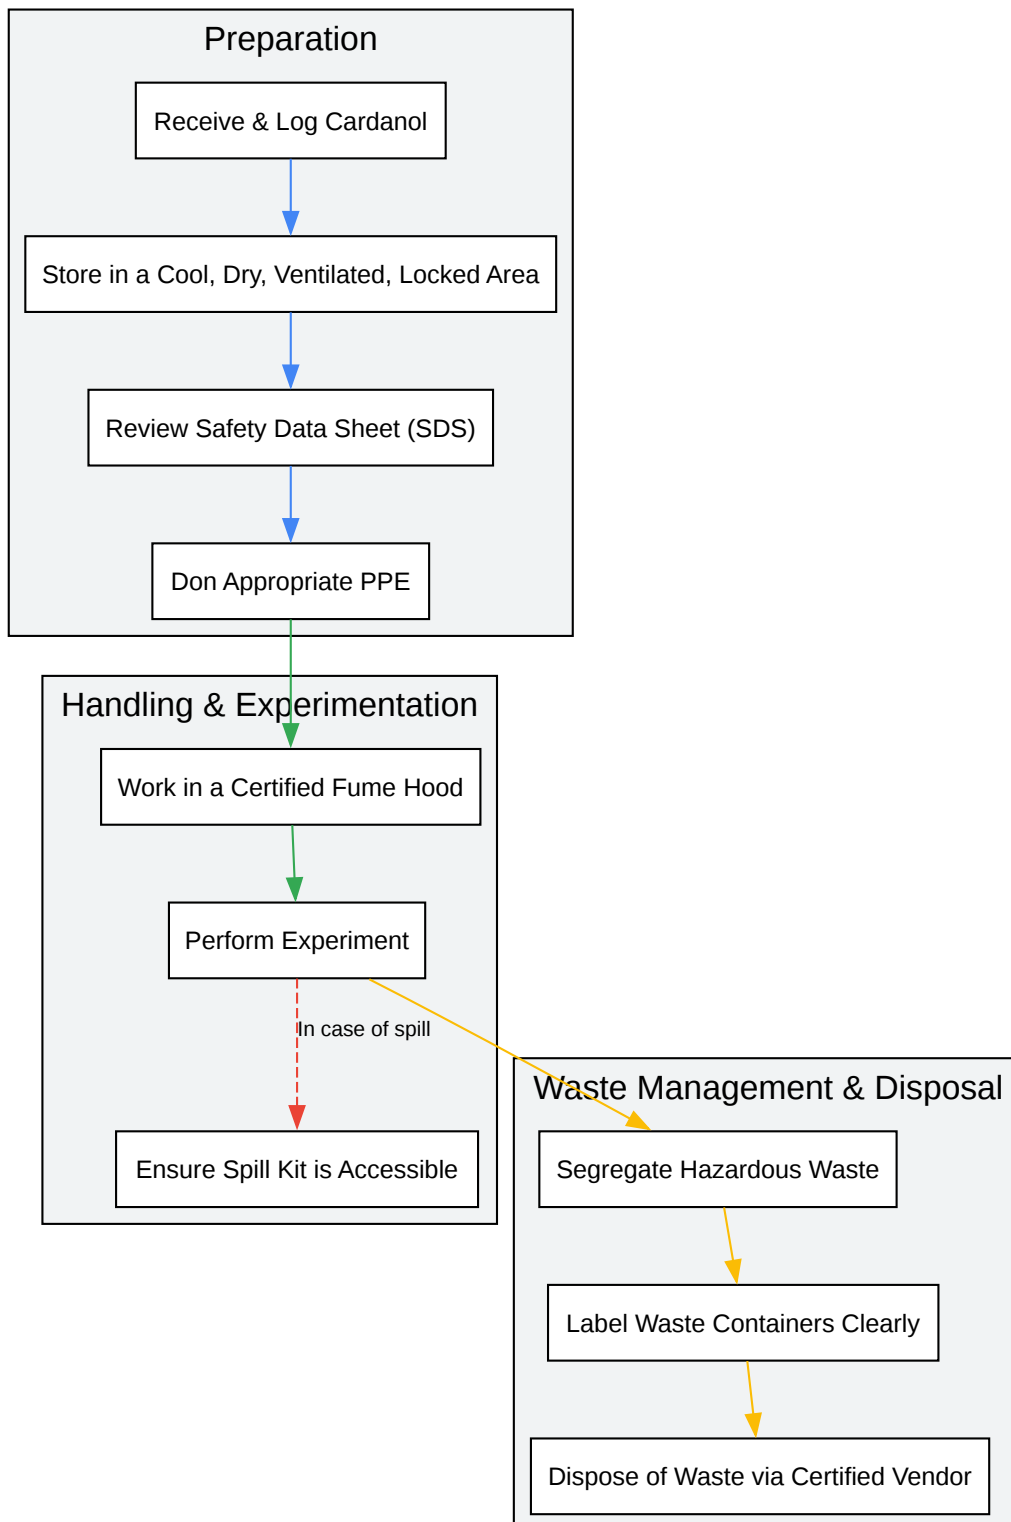 Preparation
Receive & Log Cardanol
Store in a Cool, Dry, Ventilated, Locked Area
Review Safety Data Sheet (SDS)
Don Appropriate PPE
Handling & Experimentation
Work in a Certified Fume Hood
Perform Experiment
In case of spill
Ensure Spill Kit is Accessible
Waste Management & Disposal
Segregate Hazardous Waste
Label Waste Containers Clearly
Dispose of Waste via Certified Vendor